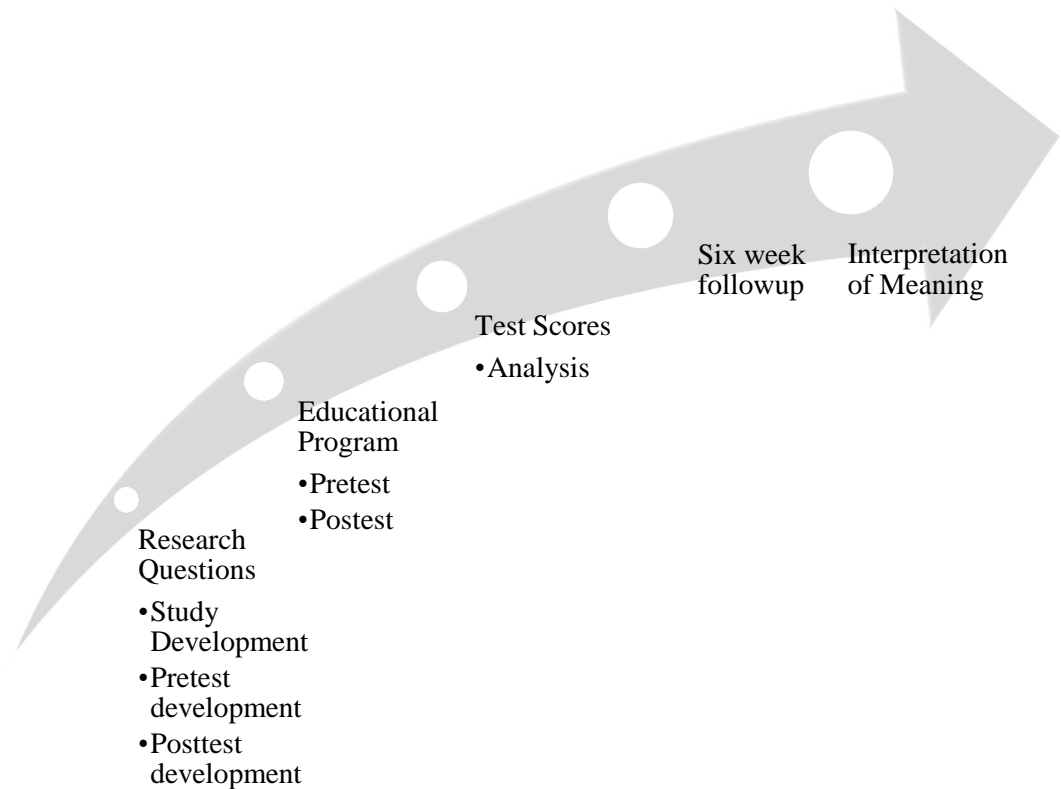 Research
Questions
•Study
Development
•Pretest
development
•Posttest
development
Educational
Program
•Pretest
•Postest
Test Scores
•Analysis
Six week
followup
Interpretation
of Meaning